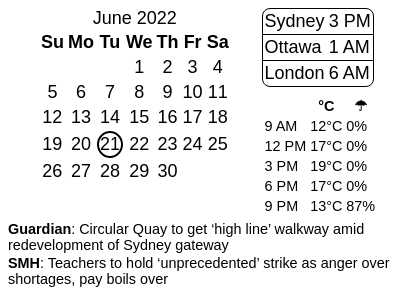 June 2022
Su Mo Tu We Th Fr Sa
1 2 3 4
5 6 7 8 9 10 11
12 13 14 15 16 17 18
19 20 21 22 23 24 25
26 27 28 29 30
Sydney 3 PM
Ottawa 1 AM
London 6 AM
°C ☂
9 AM 12°C 0%
12 PM 17°C 0%
3 PM 19°C 0%
6 PM 17°C 0%
9 PM 13°C 87%
Guardian: Circular Quay to get ‘high line’ walkway amid
redevelopment of Sydney gateway
SMH: Teachers to hold ‘unprecedented’ strike as anger over
shortages, pay boils over